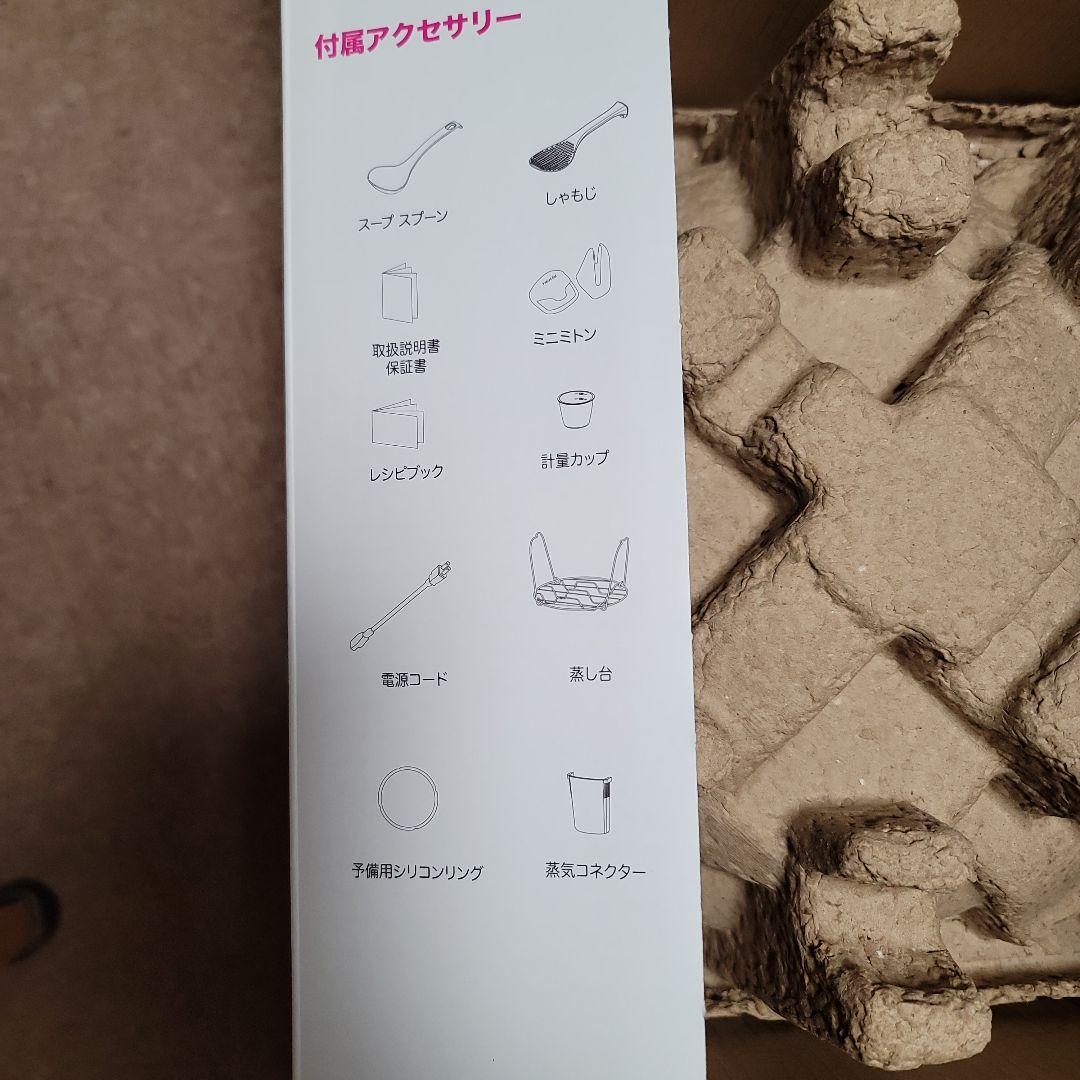 付属アクセサリー
スープ スプーン
しゃもじ
取扱説明書
保証書
ミニミトン
レシピブック
計量カップ
電源コード
蒸し台
予備用シリコンリング
蒸気コネクター